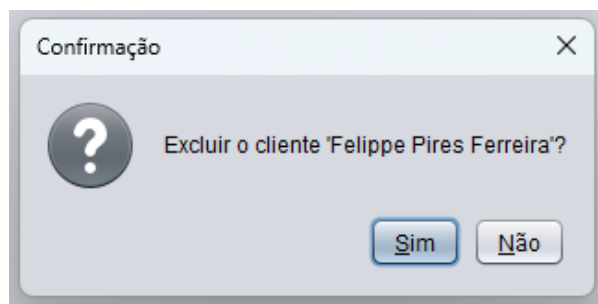 Confirmação
Excluir o cliente 'Felippe Pires Ferreira'?
Sim
Não